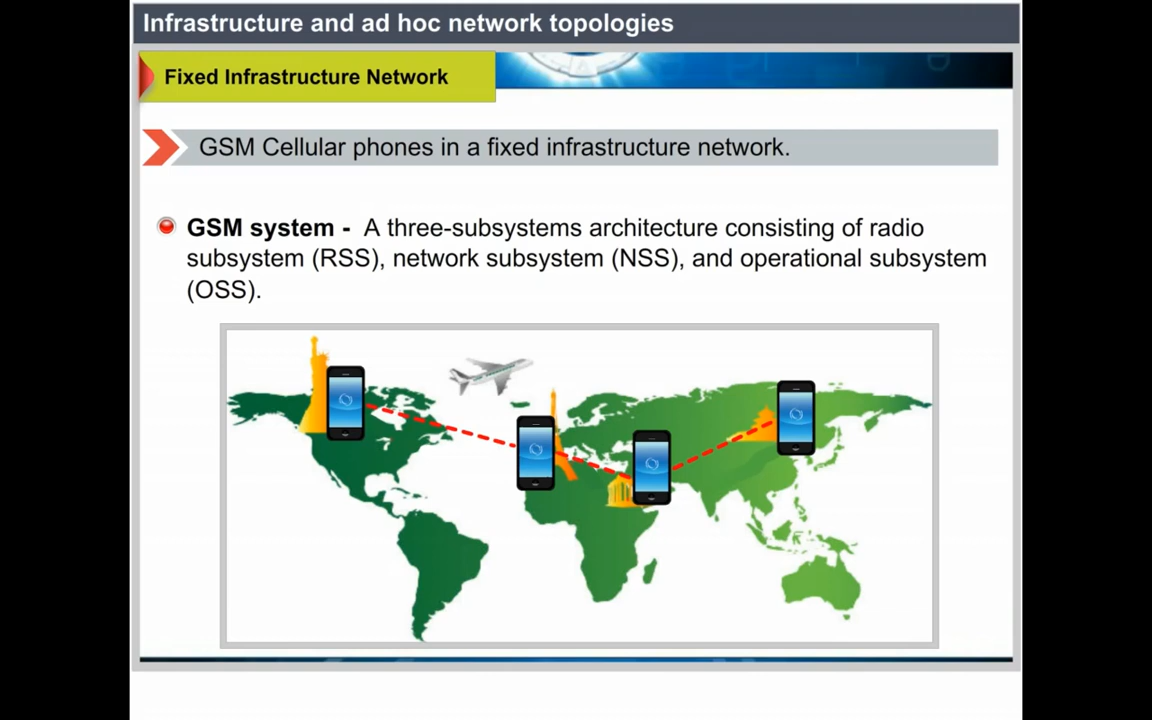 Infrastructure and ad hoc network topologies
Fixed Infrastructure Network
GSM Cellular phones in a fixed infrastructure network.
GSM system - A three-subsystems architecture consisting of radio
subsystem (RSS), network subsystem (NSS), and operational subsystem
(OSS).